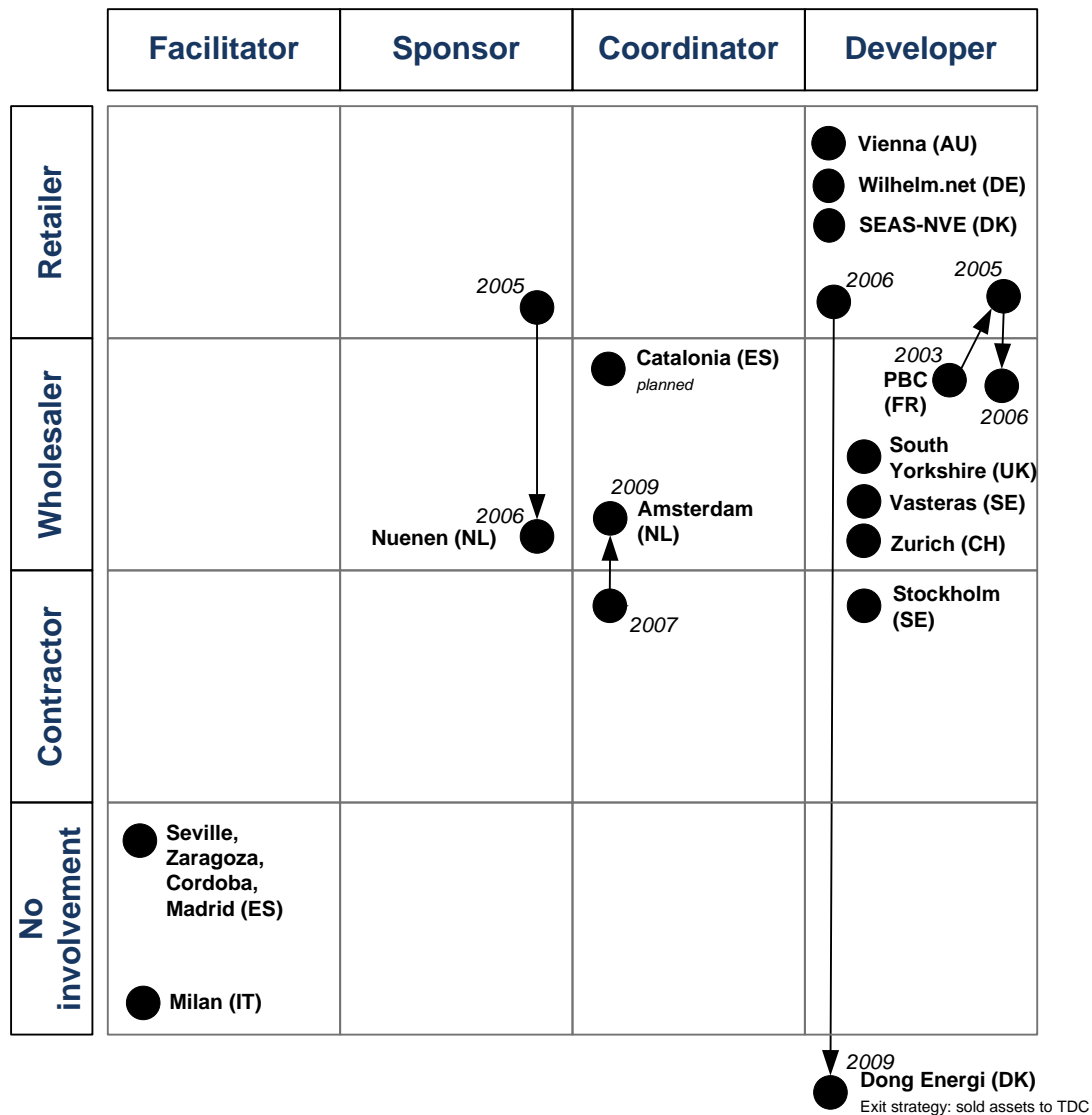 Facilitator
Sponsor
Coordinator
Developer
Retailer
Vienna (AU)
Wilhelm.net (DE)
SEAS-NVE (DK)
2005
2006
2005
Wholesaler
Catalonia (ES)
planned
2003
PBC
(FR)
2006
South
Yorkshire (UK)
2006
Nuenen (NL)
2009
Amsterdam
(NL)
Vasteras (SE)
Zurich (CH)
Contractor
2007
Stockholm
(SE)
No
involvement
Seville,
Zaragoza,
Cordoba,
Madrid (ES)
Milan (IT)
2009
Dong Energi (DK)
Exit strategy: sold assets to TDC